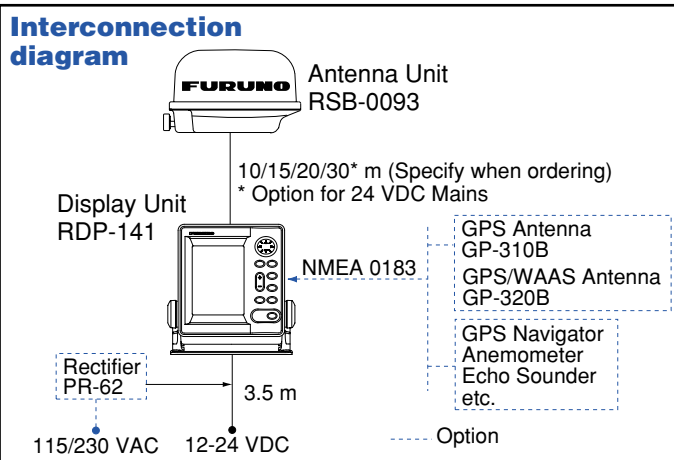 Interconnection
diagram
FURUNO
Antenna Unit
RSB-0093
10/15/20/30* m (Specify when ordering)
* Option for 24 VDC Mains
Display Unit
RDP-141
NMEA 0183
GPS Antenna
GP-310B
GPS/WAAS Antenna
GP-320B
GPS Navigator
Anemometer
Echo Sounder
etc.
Rectifier
PR-62
3.5 m
115/230 VAC
12-24 VDC
Option